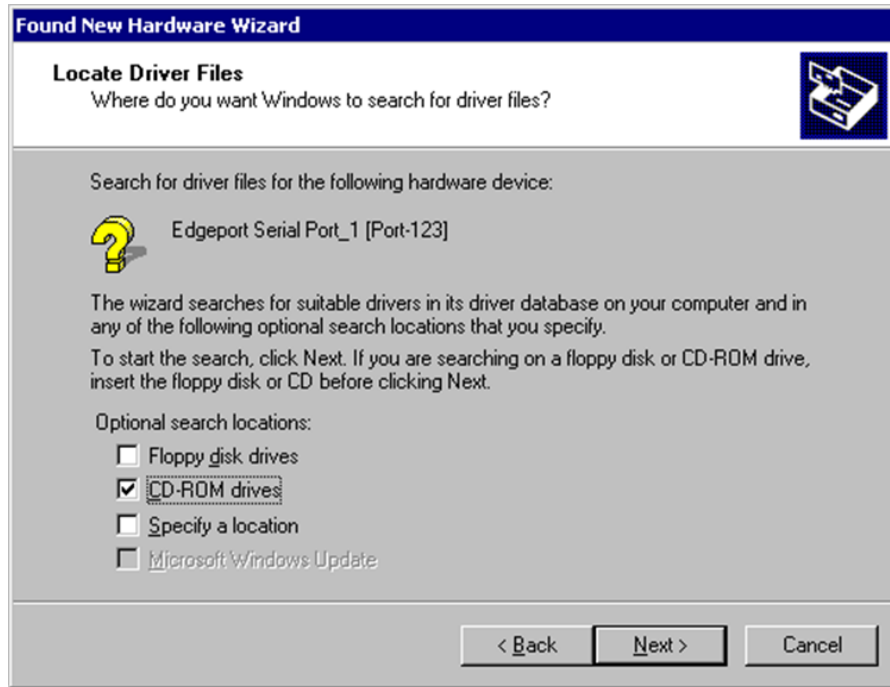 Found New Hardware Wizard
Locate Driver Files
Where do you want Windows to search for driver files?
Search for driver files for the following hardware device:
Edgeport Serial Port_1 [Port-123]
The wizard searches for suitable drivers in its driver database on your computer and in
any of the following optional search locations that you specify.
To start the search, click Next. If you are searching on a floppy disk or CD-ROM drive,
insert the floppy disk or CD before clicking Next.
Optional search locations:
Floppy disk drives
CD-ROM drives
Specify a location
Microsoft Windows Update
< Back
Next >
Cancel